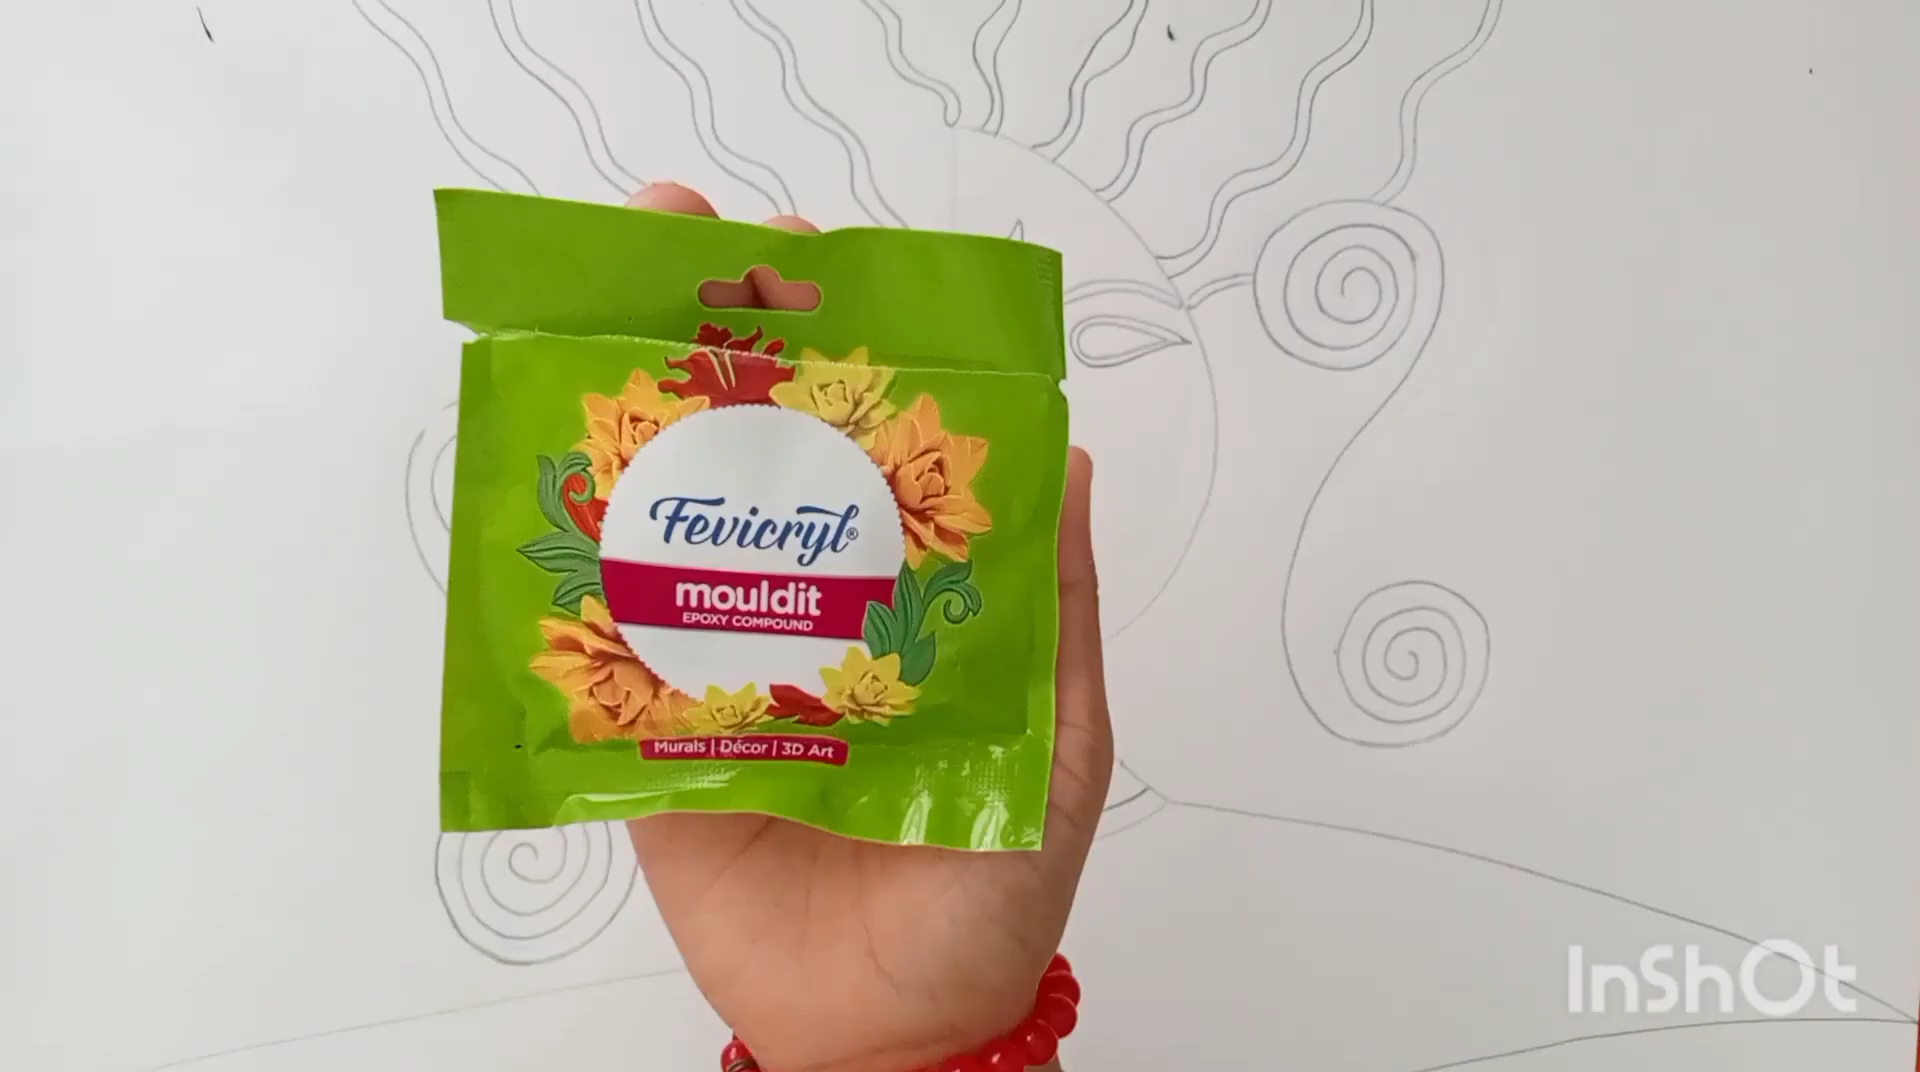 Fevicryl®
mouldit
EPOXY COMPOUND
Murals | Décor | 3D Art
InShOt